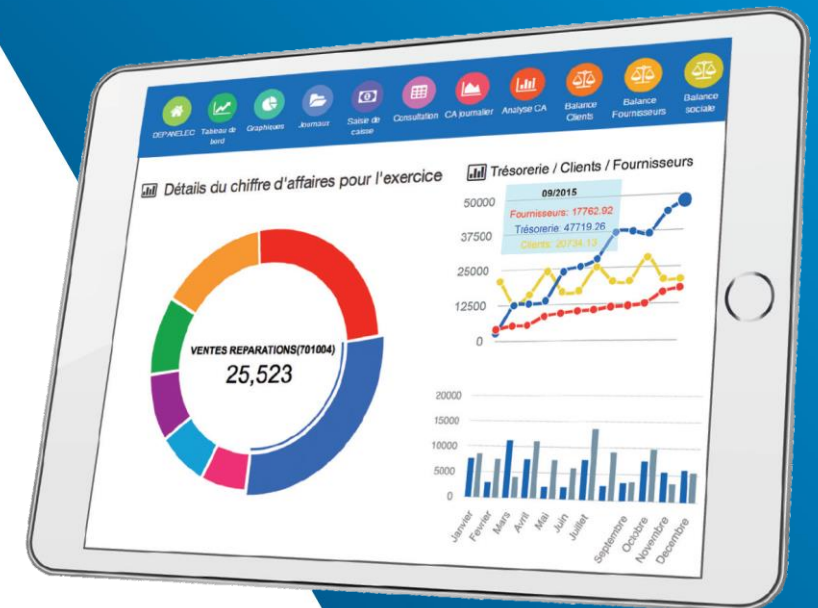 DEPANELEC
Tableau de
bord
Graphiques
Journaux
Saisie de
caisse
Consultation
CA journalier
Analyse CA
Balance
Clients
Balance
Fournisseurs
Balance
sociale
Détails du chiffre d'affaires pour l'exercice
VENTES REPARATIONS(701004)
25,523
Trésorerie / Clients / Fournisseurs
09/2015
Fournisseurs: 17762.92
Trésorerie: 47719.26
Clients: 20734.13
50000
37500
25000
12500
0
20000
15000
10000
5000
0
Janvier
Fevrier
Mars
Avril
Mai
Juin
Juillet
Septembre
Octobre
Novembre
Decembre